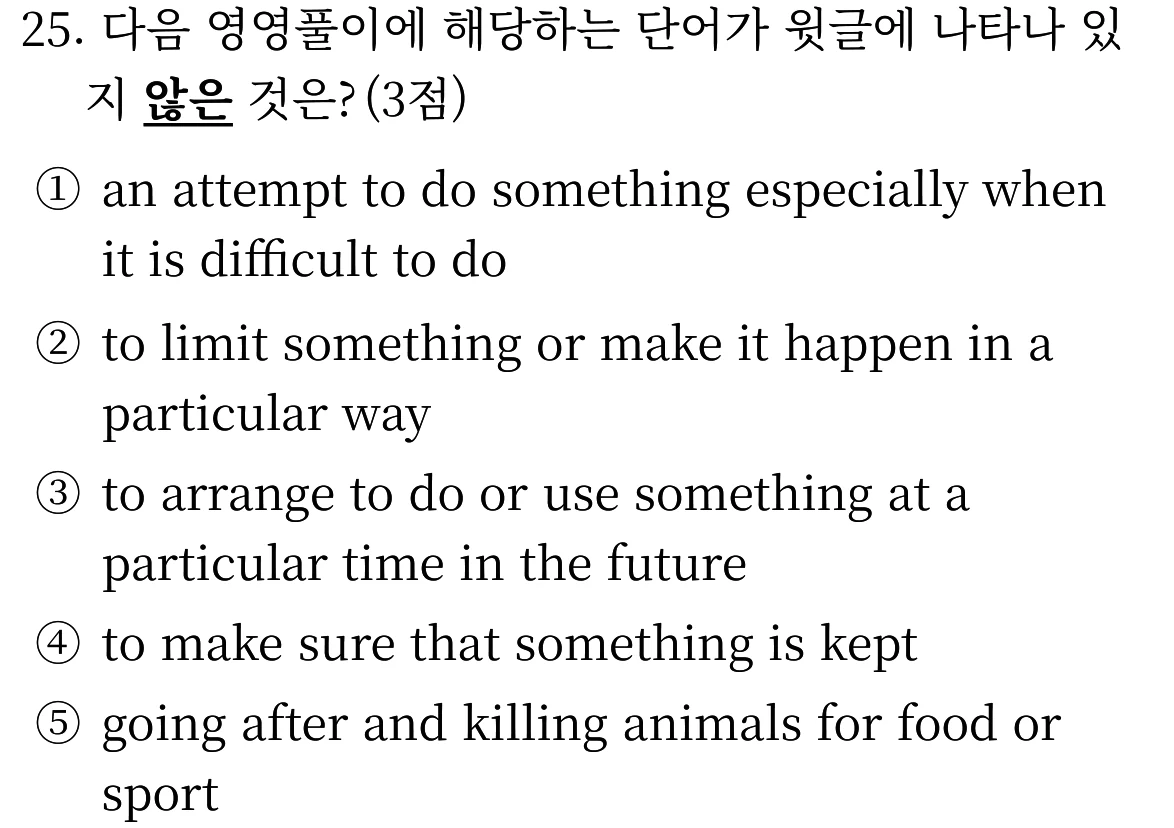 25. 다음 영영풀이에 해당하는 단어가 윗글에 나타나 있
지 않은 것은? (3점)
① an attempt to do something especially when
it is difficult to do
② to limit something or make it happen in a
particular way
③ to arrange to do or use something at a
particular time in the future
④ to make sure that something is kept
⑤ going after and killing animals for food or
sport